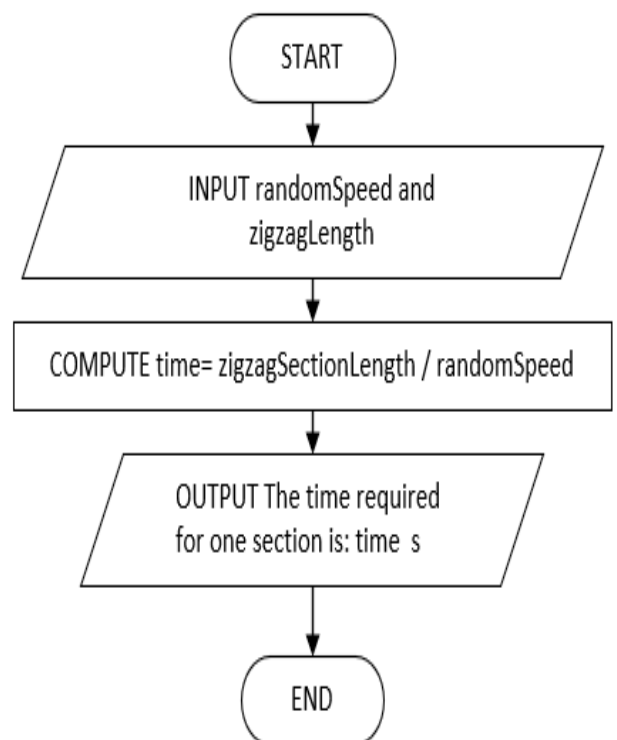 START
INPUT randomSpeed and
zigzagLength
COMPUTE time= zigzagSectionLength / randomSpeed
OUTPUT The time required
for one section is: time s
END